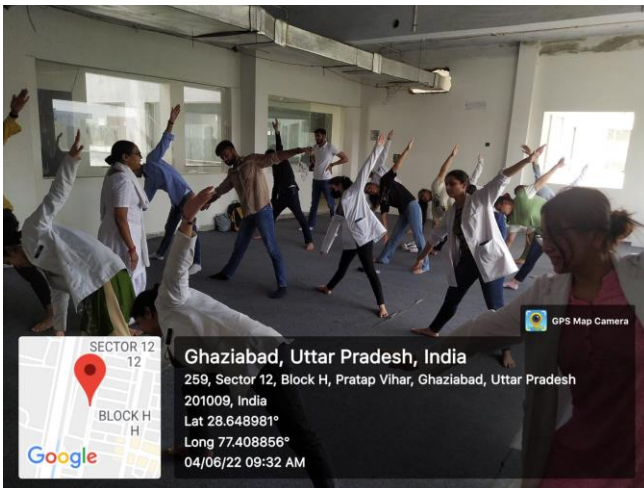 GPS Map Camera
SECTOR 12
12
BLOCK H
H
Google
Ghaziabad, Uttar Pradesh, India
259, Sector 12, Block H, Pratap Vihar, Ghaziabad, Uttar Pradesh
201009, India
Lat 28.648981°
Long 77.408856°
04/06/22 09:32 AM